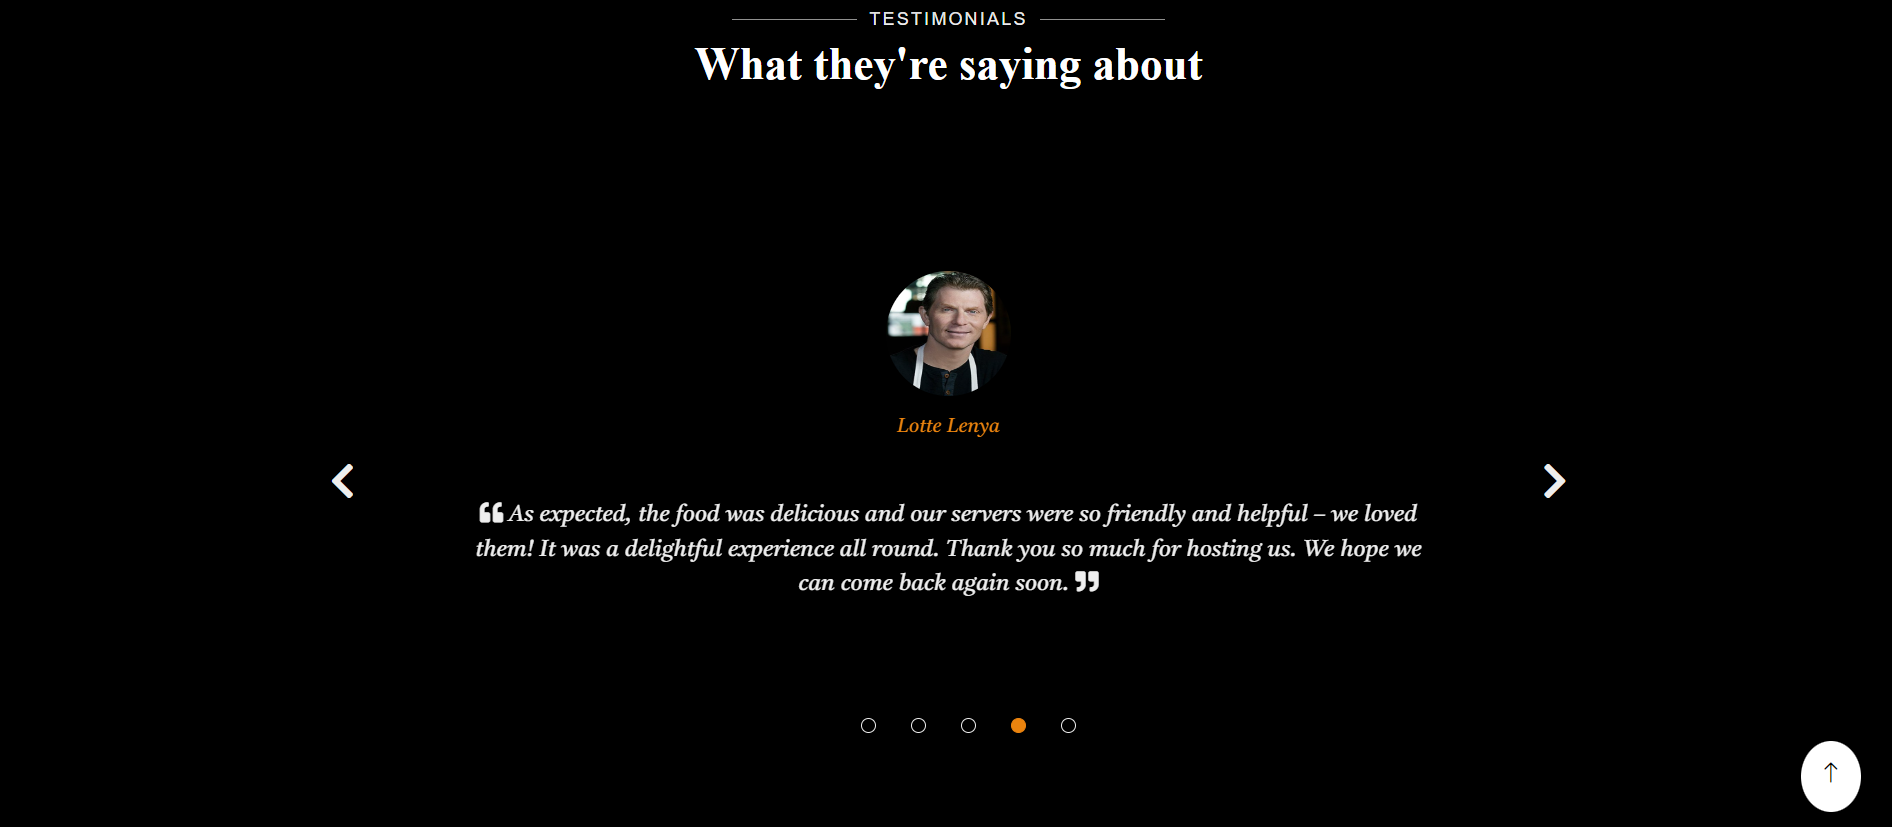 TESTIMONIALS
What they're saying about
Lotte Lenya
❝ As expected, the food was delicious and our servers were so friendly and helpful – we loved
them! It was a delightful experience all round. Thank you so much for hosting us. We hope we
can come back again soon. ❞